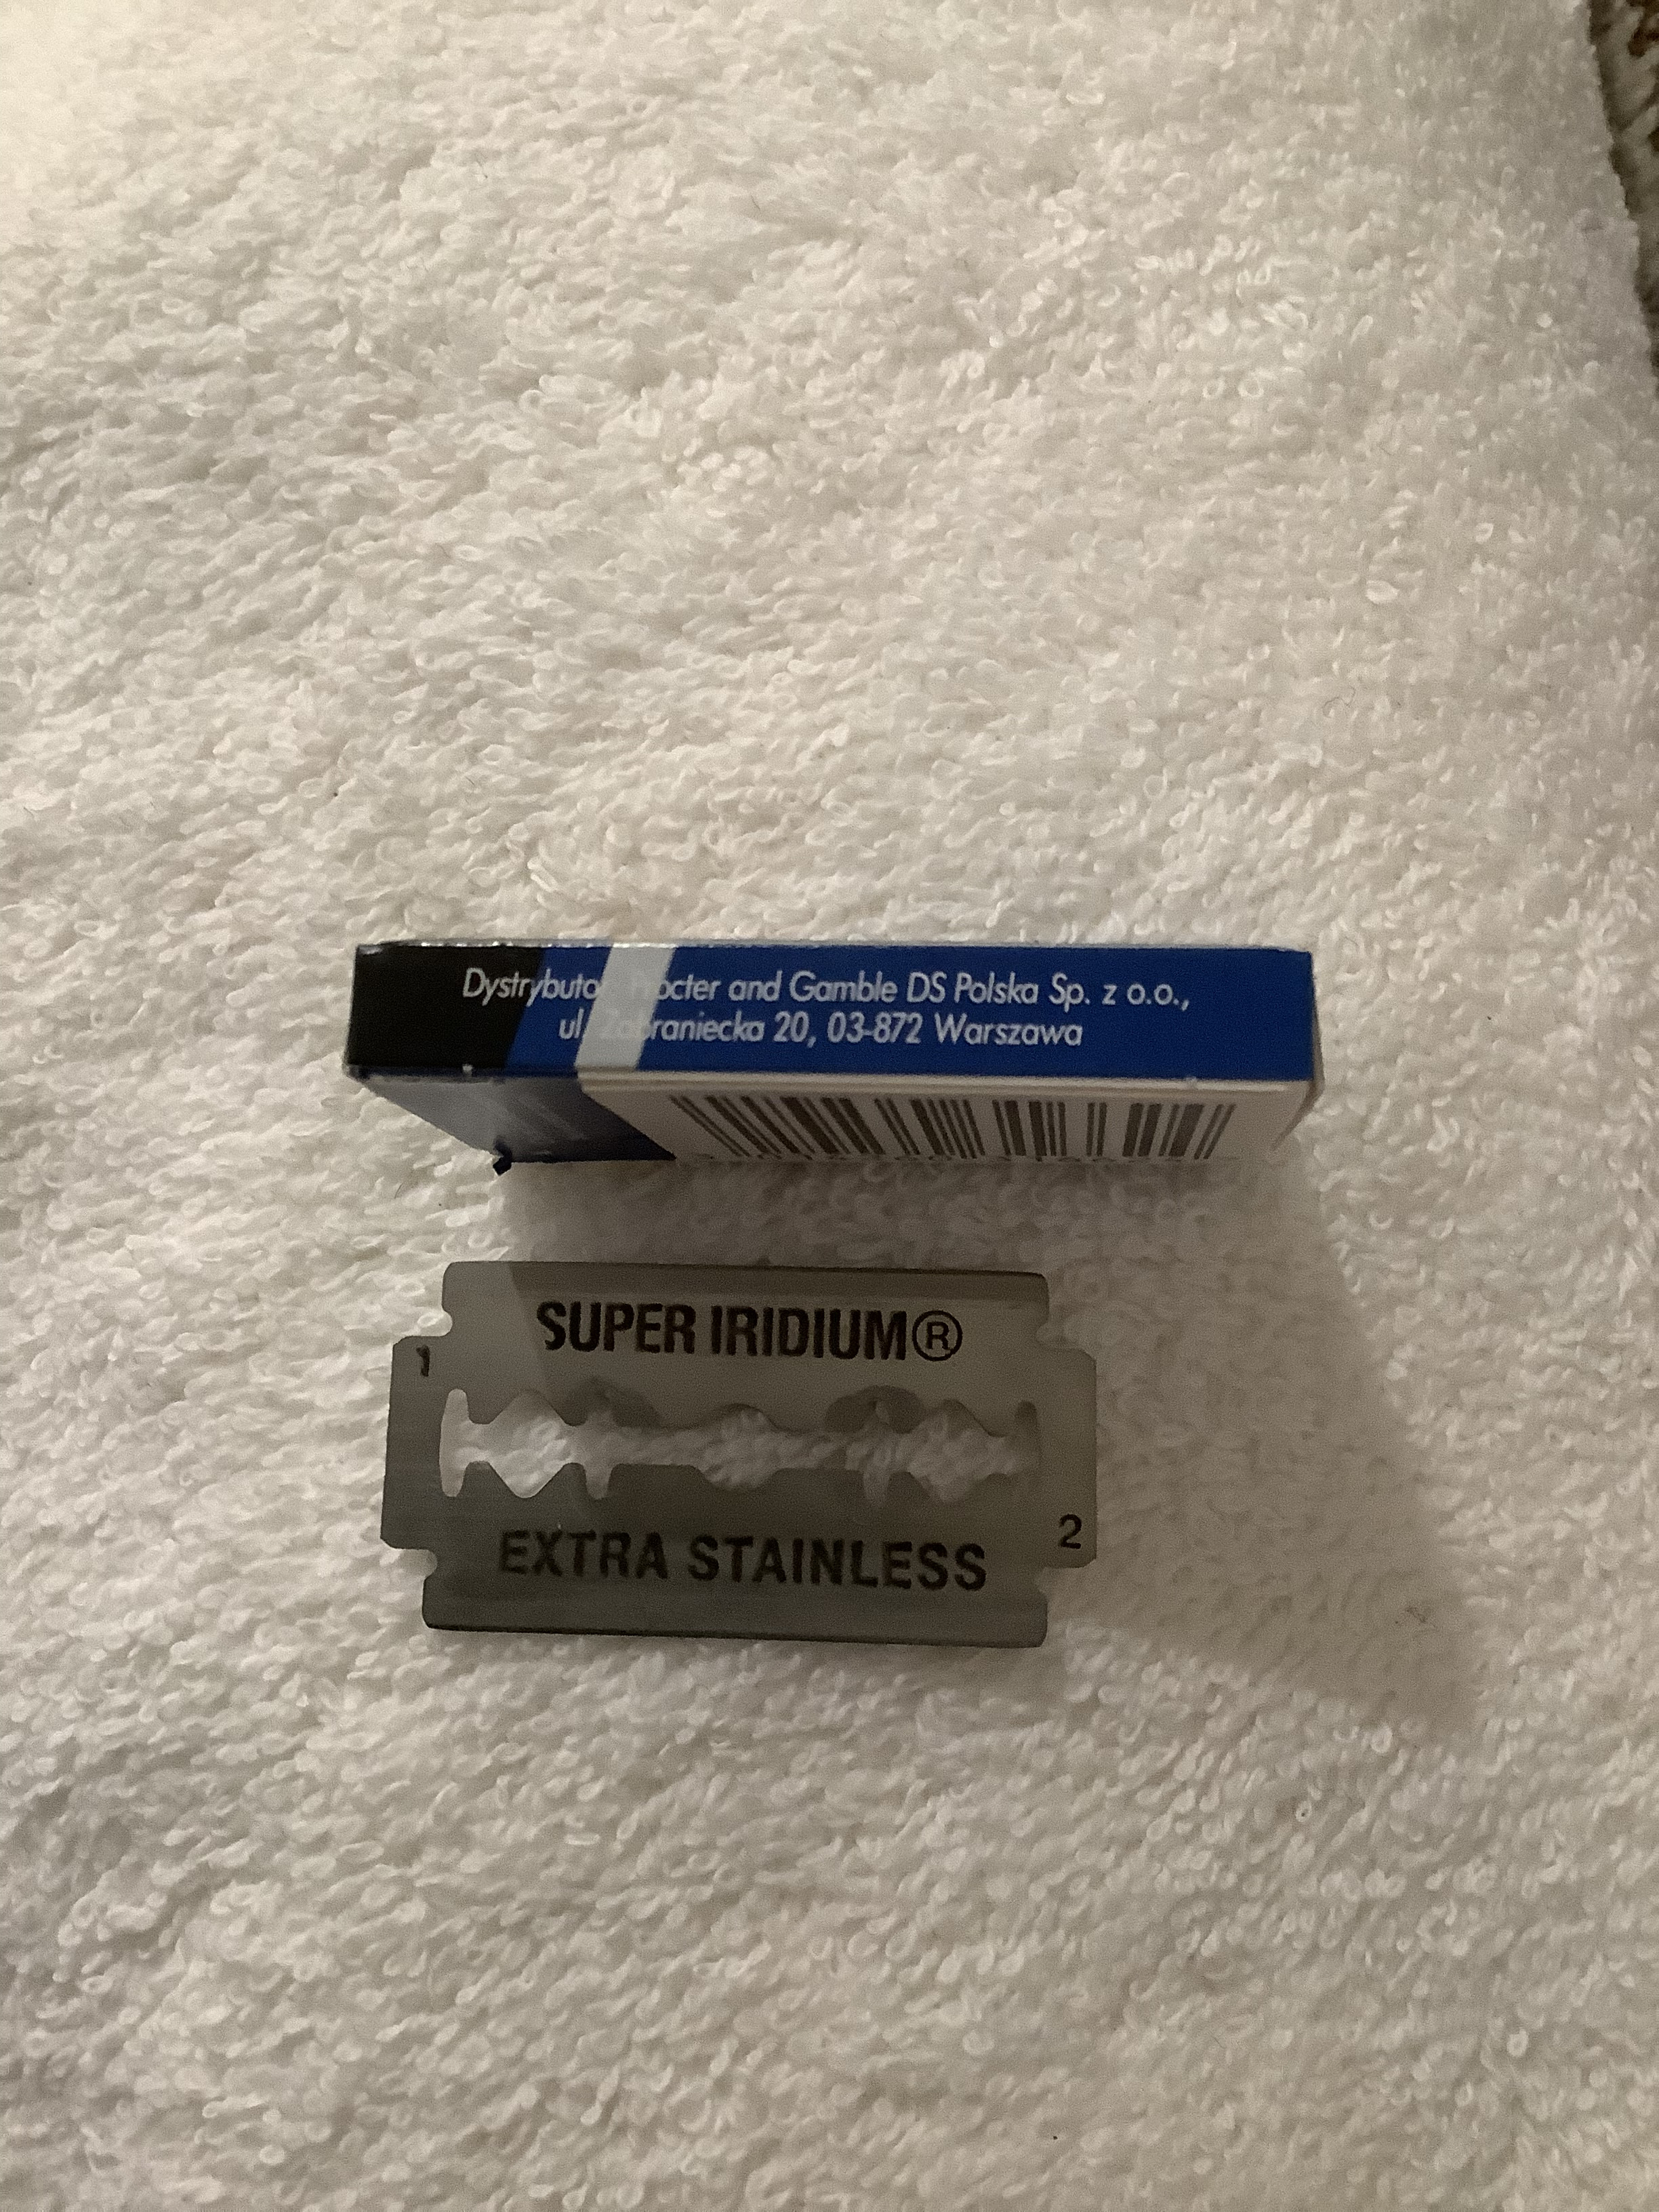 Dystrybutor: Procter and Gamble DS Polska Sp. z o.o.,
ul. Zabraniecka 20, 03-872 Warszawa
SUPER IRIDIUM®
1
2
EXTRA STAINLESS